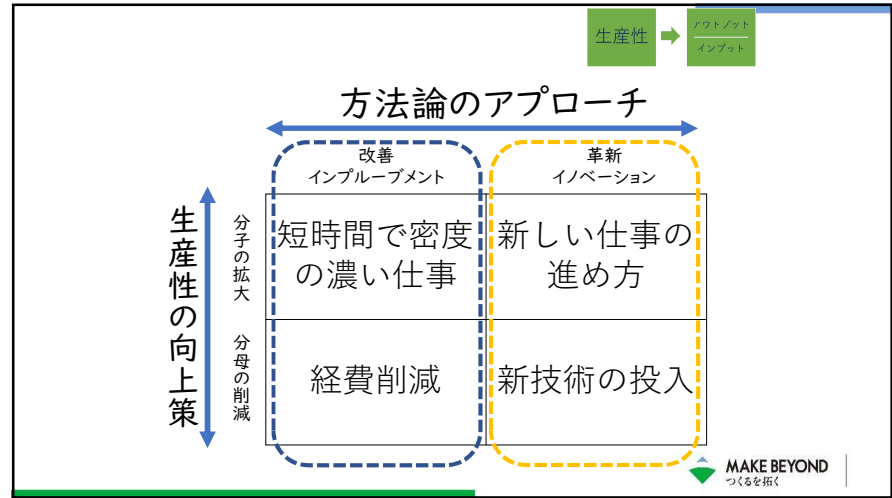 生産性
アウトプット
インプット
方法論のアプローチ
改善
インプルーブメント
革新
イノベーション
生産性の向上策
分子の拡大
短時間で密度
の濃い仕事
新しい仕事の
進め方
分母の削減
経費削減
新技術の投入
MAKE BEYOND
つくるを拓く